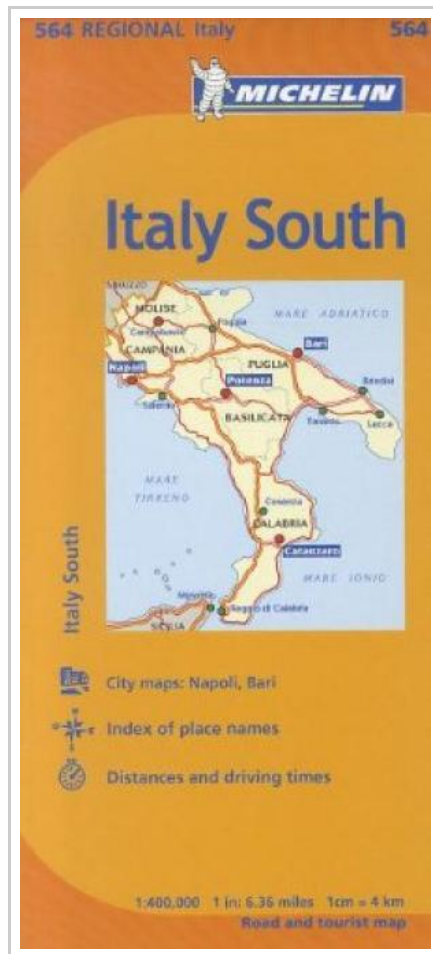 564 REGIONAL Italy 564
MICHELIN
Italy South
ABRUZZO
MOLISE
MARE ADRIATICO
Campobasso
Foggia
CAMPANIA
Bari
PUGLIA
Napoli
Potenza
Brindisi
Salerno
BASILICATA
Taranto
Lecce
MARE
TIRRENO
Cosenza
CALABRIA
Catanzaro
MARE IONIO
Messina
Reggio di Calabria
SICILIA
Italy South
City maps: Napoli, Bari
Index of place names
Distances and driving times
1:400,000 1 in: 6.36 miles 1cm = 4 km
Road and tourist map